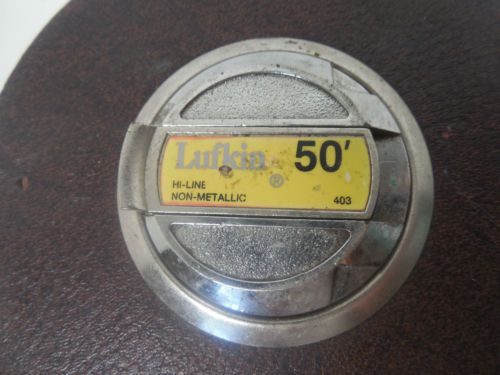 Lufkin ® 50'
HI-LINE
NON-METALLIC 403